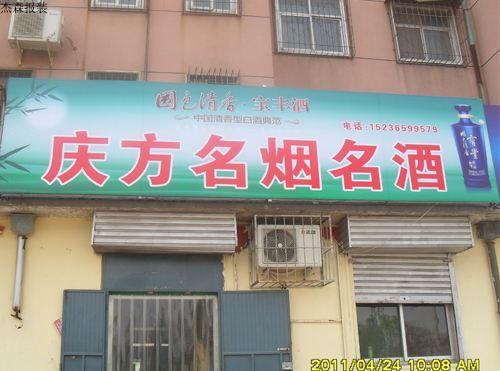 杰森报装
国色清香·宝丰酒
中国清香型白酒典范
电话:15236599579
庆方名烟名酒
2011/04/24 10:08 AM